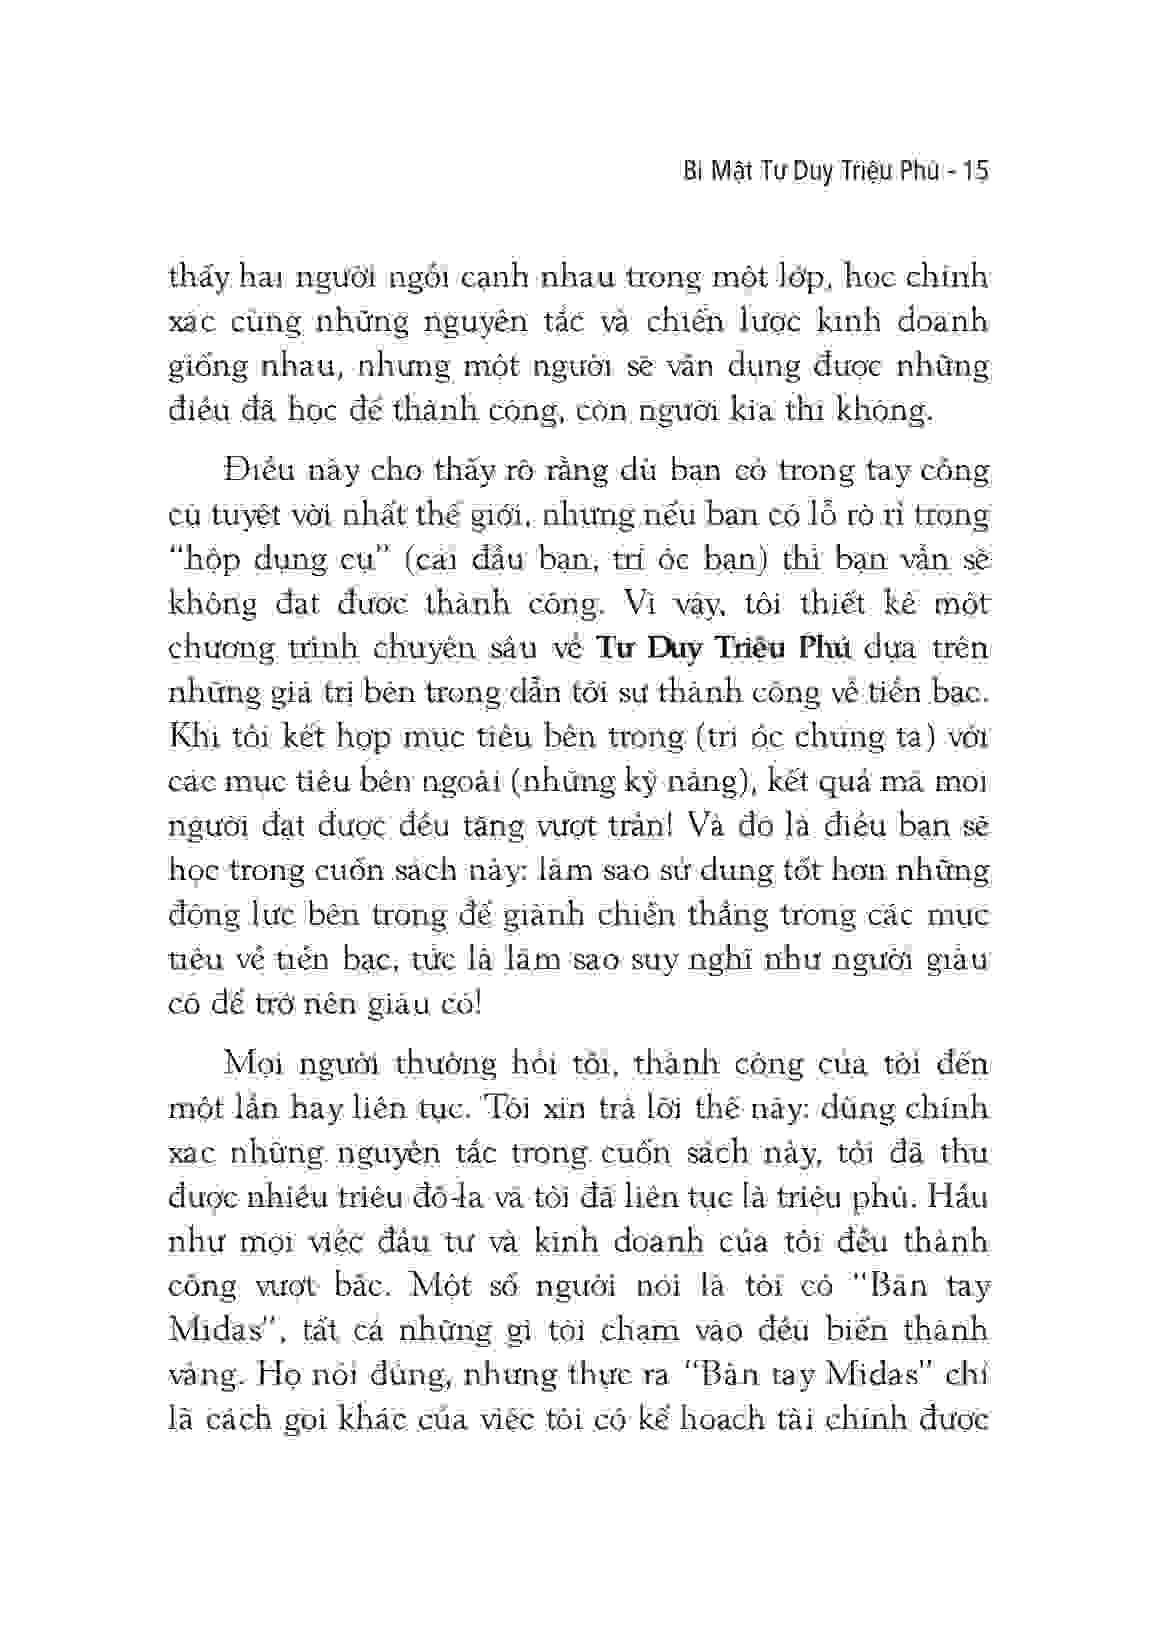 Bí Mật Tư Duy Triệu Phú - 15
thấy hai người ngồi cạnh nhau trong một lớp, học chính
xác cùng những nguyên tắc và chiến lược kinh doanh
giống nhau, nhưng một người sẽ vận dụng được những
điều đã học để thành công, còn người kia thì không.
Điều này cho thấy rõ rằng dù bạn có trong tay công
cụ tuyệt vời nhất thế giới, nhưng nếu bạn có lỗ rò rỉ trong
“hộp dụng cụ” (cái đầu bạn, trí óc bạn) thì bạn vẫn sẽ
không đạt được thành công. Vì vậy, tôi thiết kế một
chương trình chuyên sâu về Tư Duy Triệu Phú dựa trên
những giá trị bên trong dẫn tới sự thành công về tiền bạc.
Khi tôi kết hợp mục tiêu bên trong (trí óc chúng ta) với
các mục tiêu bên ngoài (những kỹ năng), kết quả mà mọi
người đạt được đều tăng vượt trần! Và đó là điều bạn sẽ
học trong cuốn sách này: làm sao sử dụng tốt hơn những
động lực bên trong để giành chiến thắng trong các mục
tiêu về tiền bạc, tức là làm sao suy nghĩ như người giàu
có để trở nên giàu có!
Mọi người thường hỏi tôi, thành công của tôi đến
một lần hay liên tục. Tôi xin trả lời thế này: dùng chính
xác những nguyên tắc trong cuốn sách này, tôi đã thu
được nhiều triệu đô-la và tôi đã liên tục là triệu phú. Hầu
như mọi việc đầu tư và kinh doanh của tôi đều thành
công vượt bậc. Một số người nói là tôi có “Bàn tay
Midas”, tất cả những gì tôi chạm vào đều biến thành
vàng. Họ nói đúng, nhưng thực ra “Bàn tay Midas” chỉ
là cách gọi khác của việc tôi có kế hoạch tài chính được